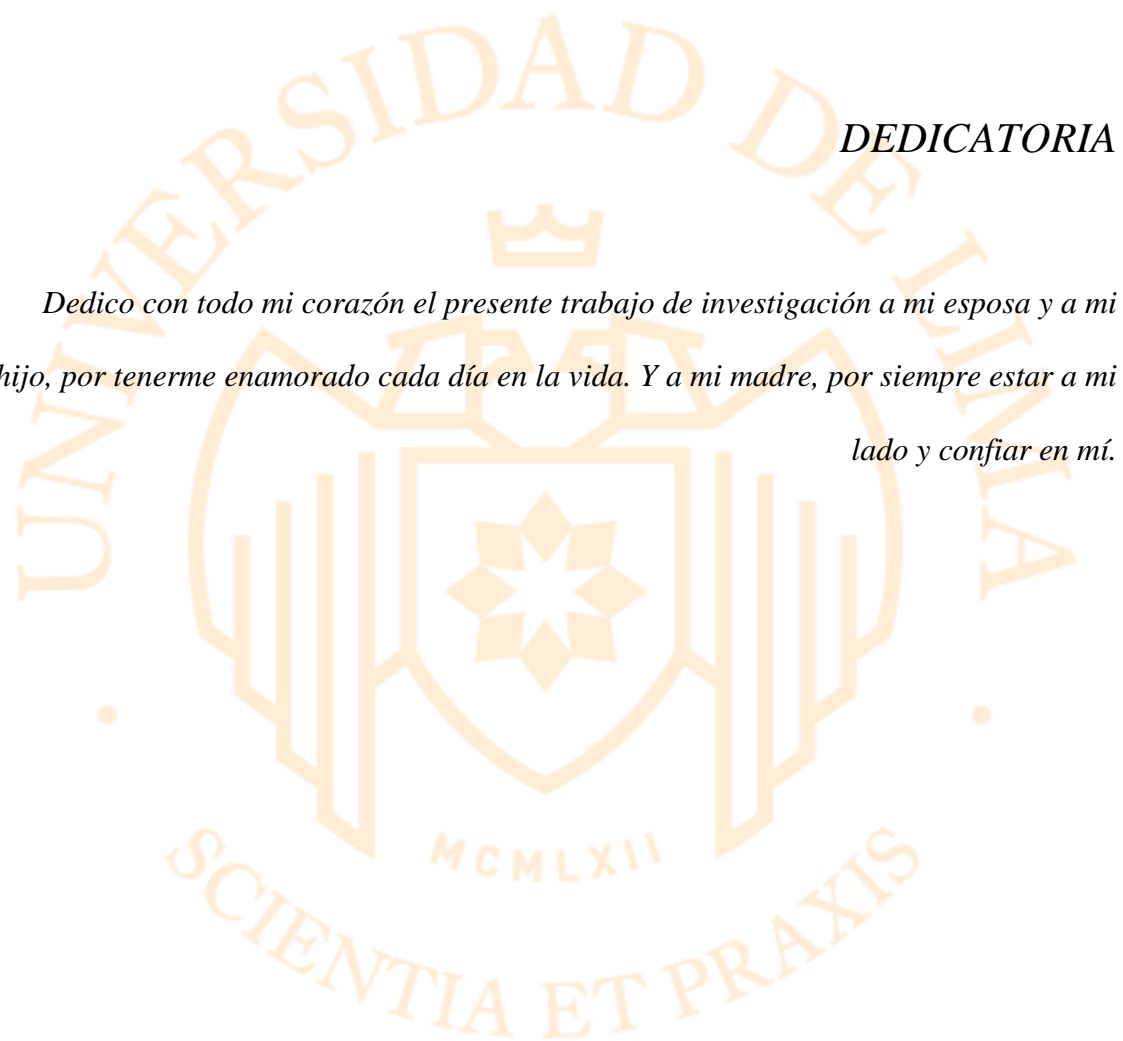 UNIVERSIDAD DE LIMA
DEDICATORIA
Dedico con todo mi corazón el presente trabajo de investigación a mi esposa y a mi
hijo, por tenerme enamorado cada día en la vida. Y a mi madre, por siempre estar a mi
lado y confiar en mí.
MCMLXII
SCIENTIA ET PRAXIS